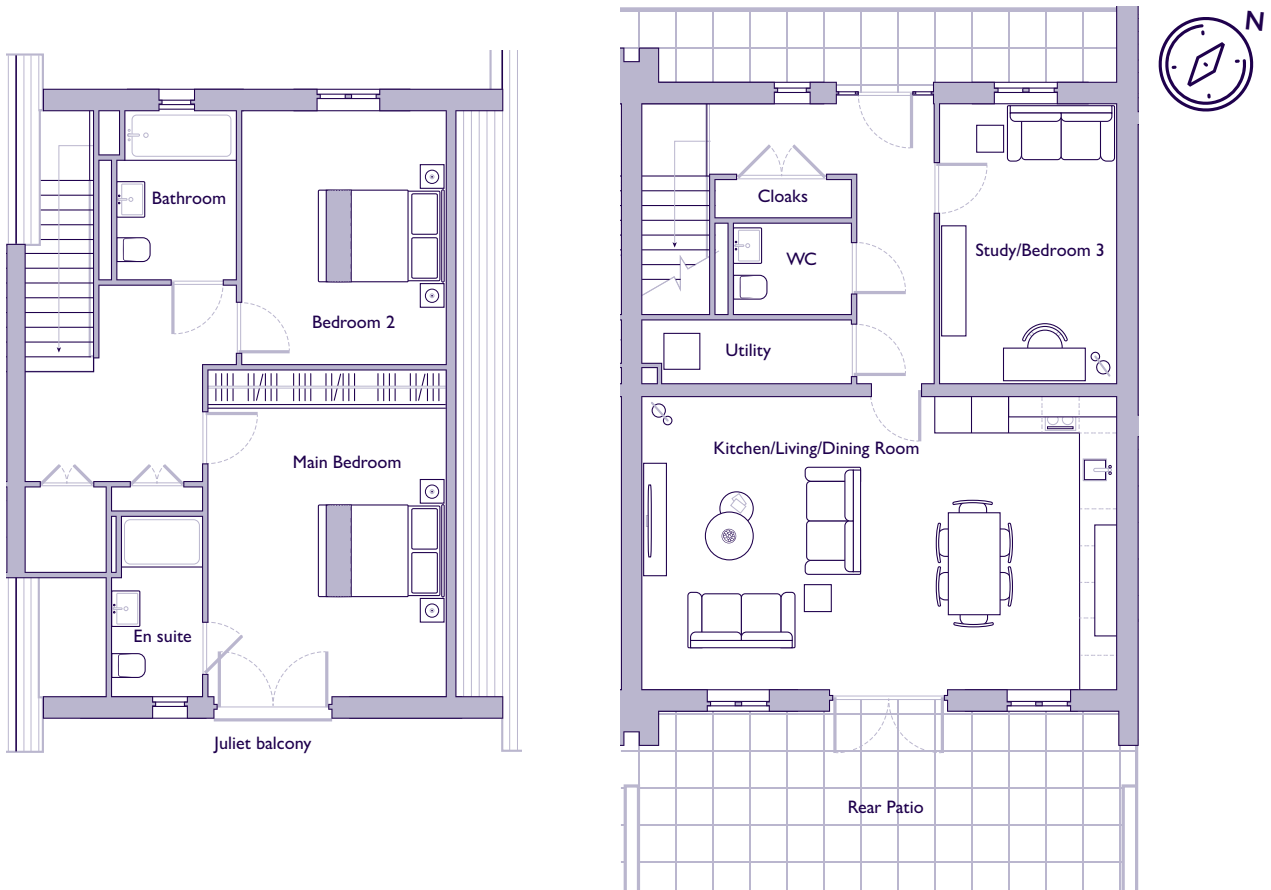 N
Bathroom
Bedroom 2
Main Bedroom
En suite
Juliet balcony
Cloaks
WC
Study/Bedroom 3
Utility
Kitchen/Living/Dining Room
Rear Patio